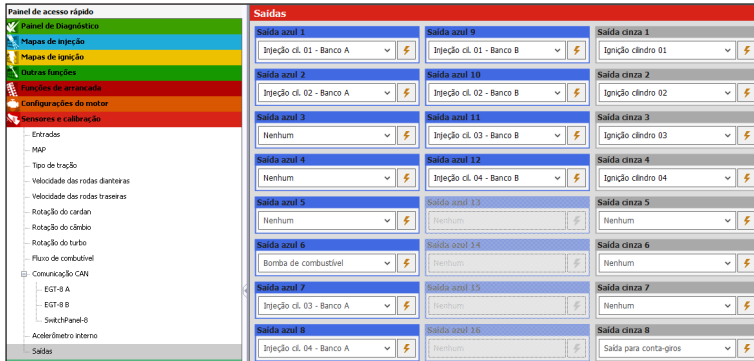 Painel de acesso rápido
Painel de Diagnóstico
Mapas de injeção
Mapas de ignição
Outras funções
Funções de arrancada
Configurações do motor
Sensores e calibração
Entradas
MAP
Tipo de tração
Velocidade das rodas dianteiras
Velocidade das rodas traseiras
Rotação do cardan
Rotação do câmbio
Rotação do turbo
Fluxo de combutível
Comunicação CAN
EGT-8 A
EGT-8 B
SwitchPanel-8
Acelerômetro interno
Saídas
Saídas
Saída azul 1
Injeção cil. 01 - Banco A
Saída azul 2
Injeção cil. 02 - Banco A
Saída azul 3
Nenhum
Saída azul 4
Nenhum
Saída azul 5
Nenhum
Saída azul 6
Bomba de combustível
Saída azul 7
Injeção cil. 03 - Banco A
Saída azul 8
Injeção cil. 04 - Banco A
Saída azul 9
Injeção cil. 01 - Banco B
Saída azul 10
Injeção cil. 02 - Banco B
Saída azul 11
Injeção cil. 03 - Banco B
Saída azul 12
Injeção cil. 04 - Banco B
Saída azul 13
Nenhum
Saída azul 14
Nenhum
Saída azul 15
Nenhum
Saída azul 16
Nenhum
Saída cinza 1
Ignição cilindro 01
Saída cinza 2
Ignição cilindro 02
Saída cinza 3
Ignição cilindro 03
Saída cinza 4
Ignição cilindro 04
Saída cinza 5
Nenhum
Saída cinza 6
Nenhum
Saída cinza 7
Nenhum
Saída cinza 8
Saída para conta-giros